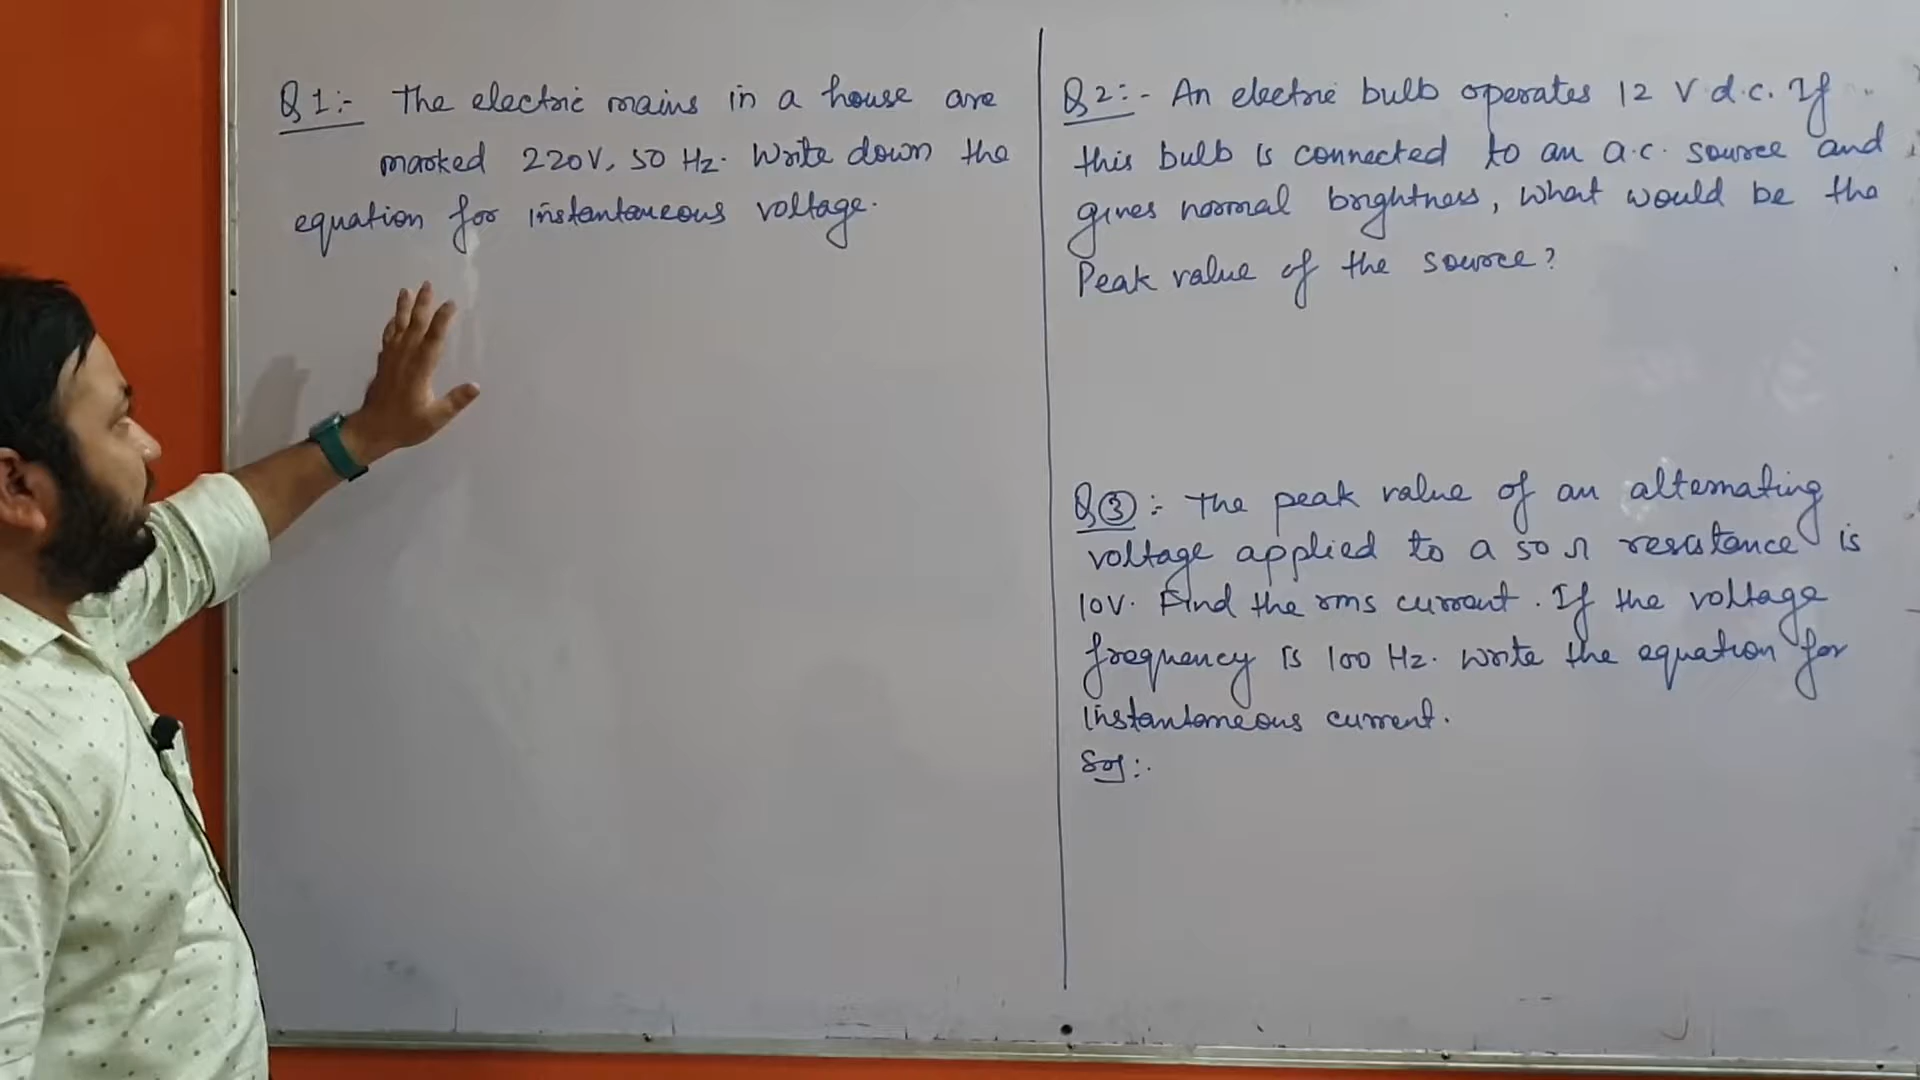 Q1:- The electric mains in a house are
marked 220V, 50 Hz. Write down the
equation for instantaneous voltage.
Q2:- An electric bulb operates 12 V d.c. If
this bulb is connected to an a.c. source and
gives normal brightness, what would be the
Peak value of the source?
Q③:- The peak value of an alternating
voltage applied to a 50 Ω resistance is
10V. Find the rms current. If the voltage
frequency is 100 Hz. Write the equation for
instantaneous current.
Sol:-